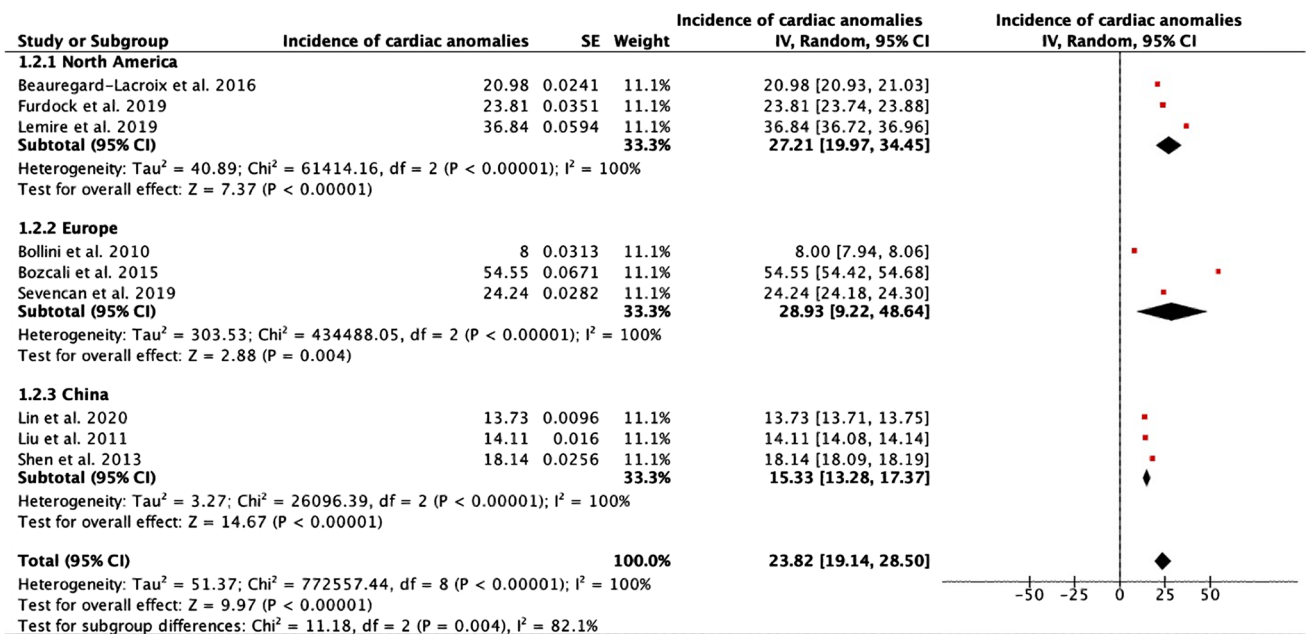 Incidence of cardiac anomalies Incidence of cardiac anomalies
Study or Subgroup Incidence of cardiac anomalies SE Weight IV, Random, 95% CI IV, Random, 95% CI
1.2.1 North America
Beauregard-Lacroix et al. 2016 20.98 0.0241 11.1% 20.98 [20.93, 21.03]
Furdock et al. 2019 23.81 0.0351 11.1% 23.81 [23.74, 23.88]
Lemire et al. 2019 36.84 0.0594 11.1% 36.84 [36.72, 36.96]
Subtotal (95% CI) 33.3% 27.21 [19.97, 34.45]
Heterogeneity: Tau² = 40.89; Chi² = 61414.16, df = 2 (P < 0.00001); I² = 100%
Test for overall effect: Z = 7.37 (P < 0.00001)
1.2.2 Europe
Bollini et al. 2010 8 0.0313 11.1% 8.00 [7.94, 8.06]
Bozcali et al. 2015 54.55 0.0671 11.1% 54.55 [54.42, 54.68]
Sevencan et al. 2019 24.24 0.0282 11.1% 24.24 [24.18, 24.30]
Subtotal (95% CI) 33.3% 28.93 [9.22, 48.64]
Heterogeneity: Tau² = 303.53; Chi² = 434488.05, df = 2 (P < 0.00001); I² = 100%
Test for overall effect: Z = 2.88 (P = 0.004)
1.2.3 China
Lin et al. 2020 13.73 0.0096 11.1% 13.73 [13.71, 13.75]
Liu et al. 2011 14.11 0.016 11.1% 14.11 [14.08, 14.14]
Shen et al. 2013 18.14 0.0256 11.1% 18.14 [18.09, 18.19]
Subtotal (95% CI) 33.3% 15.33 [13.28, 17.37]
Heterogeneity: Tau² = 3.27; Chi² = 26096.39, df = 2 (P < 0.00001); I² = 100%
Test for overall effect: Z = 14.67 (P < 0.00001)
Total (95% CI) 100.0% 23.82 [19.14, 28.50]
Heterogeneity: Tau² = 51.37; Chi² = 772557.44, df = 8 (P < 0.00001); I² = 100%
Test for overall effect: Z = 9.97 (P < 0.00001)
Test for subgroup differences: Chi² = 11.18, df = 2 (P = 0.004), I² = 82.1%
-50 -25 0 25 50